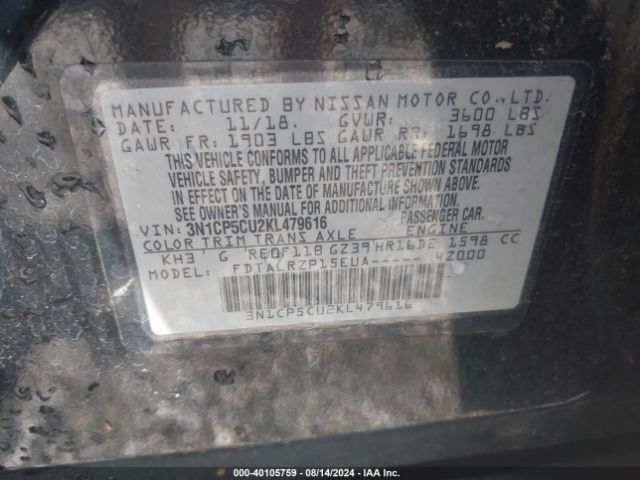 MANUFACTURED BY NISSAN MOTOR CO., LTD.
DATE: 11/18. GVWR: 3600 LBS
GAWR FR: 1903 LBS GAWR RR: 1698 LBS
THIS VEHICLE CONFORMS TO ALL APPLICABLE FEDERAL MOTOR
VEHICLE SAFETY, BUMPER AND THEFT PREVENTION STANDARDS
IN EFFECT ON THE DATE OF MANUFACTURE SHOWN ABOVE.
SEE OWNER'S MANUAL FOR ADDITIONAL INFORMATION.
VIN: 3N1CP5CU2KL479616 PASSENGER CAR.
COLOR TRIM TRANS AXLE ENGINE
KH3 G RE0F11B GZ39 HR16DE 1598 CC
MODEL: FDTALRZP15EUA----- 4Z000
3N1CP5CU2KL479616
000-40105759 - 08/14/2024 - IAA Inc.